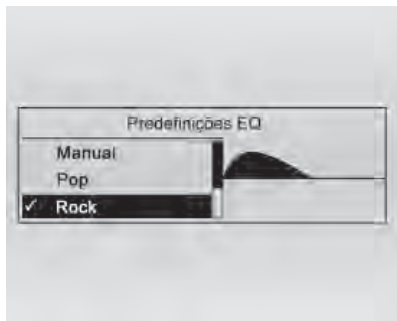 Predefinições EQ
Manual
Pop
✓ Rock